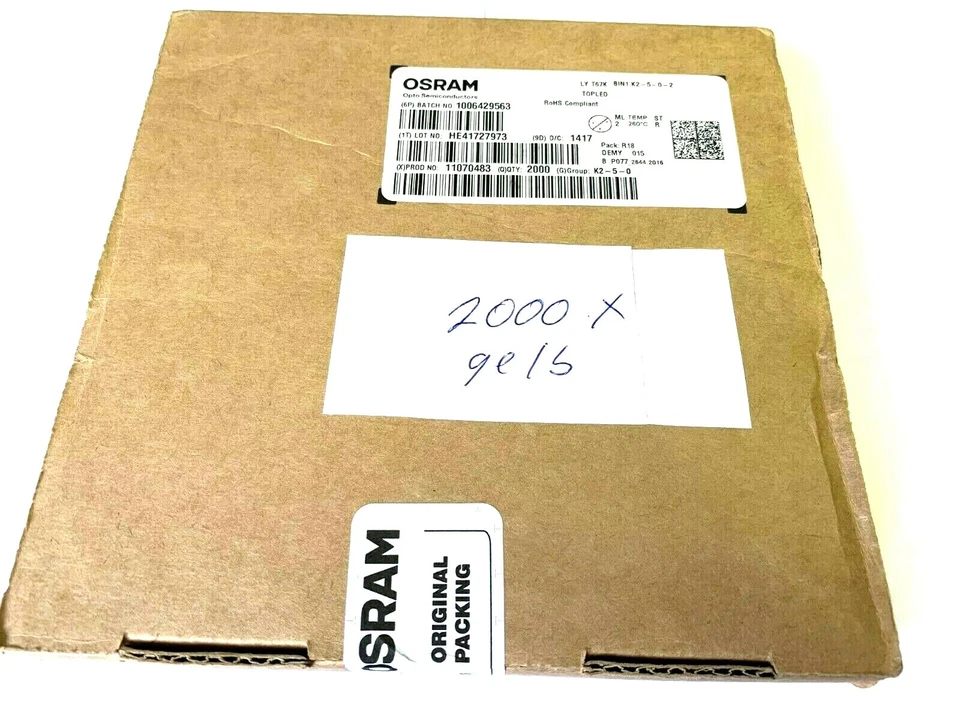 OSRAM
Opto Semiconductors
LY T67K BIN1 K2-5-0-2
TOPLED
RoHS Compliant
(6P) BATCH NO: 1006429563
ML TEMP ST
2 260°C R
(1T) LOT NO: HE41727973 (9D) D/C: 1417
Pack: R18
DEMY 015
B P077 2644 2016
(X)PROD NO: 11070483 (Q)QTY: 2000 (G)Group: K2-5-0
2000 X
gelb
OSRAM
ORIGINAL
PACKING